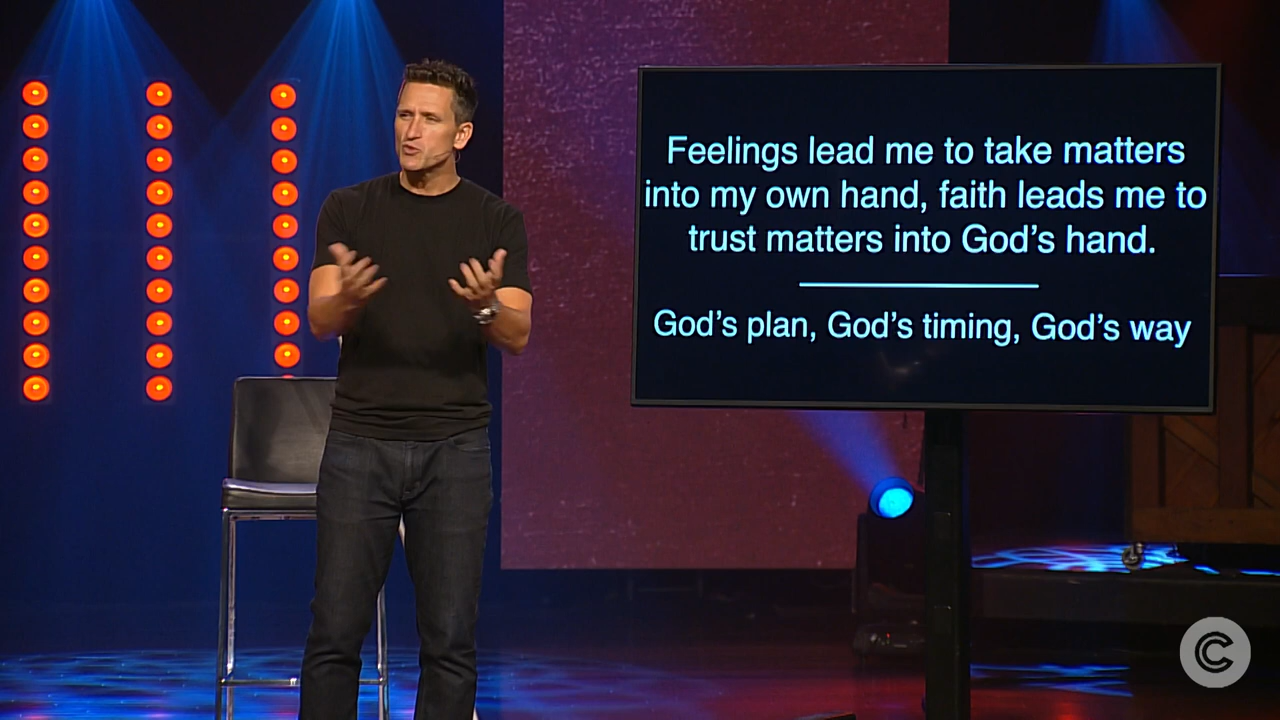 Feelings lead me to take matters
into my own hand, faith leads me to
trust matters into God's hand.
God's plan, God's timing, God's way
C